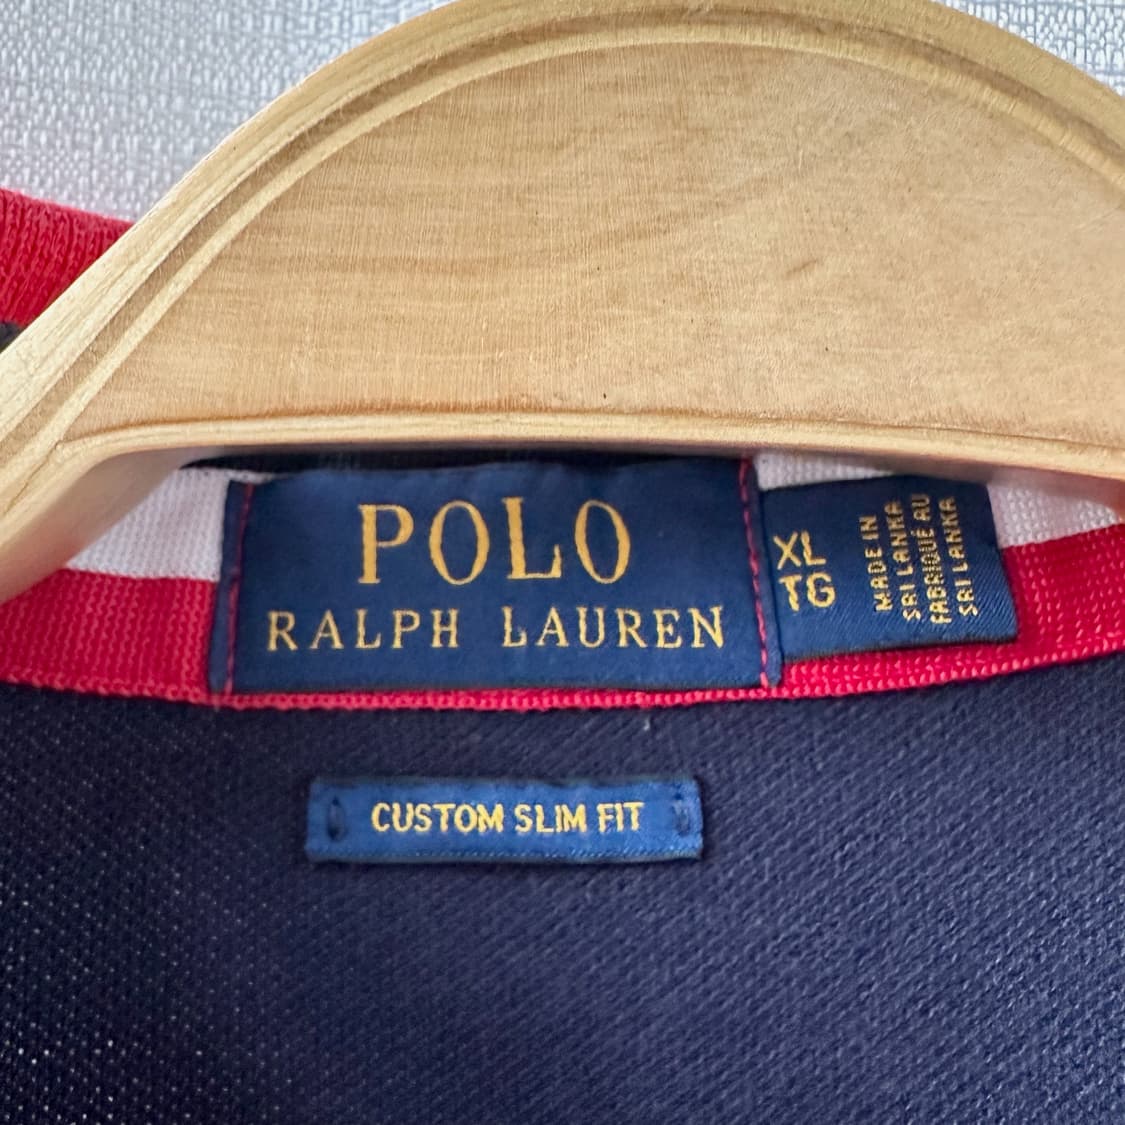 POLO
RALPH LAUREN
XL
TG
MADE IN
SRI LANKA
FABRIQUÉ AU
SRI LANKA
CUSTOM SLIM FIT